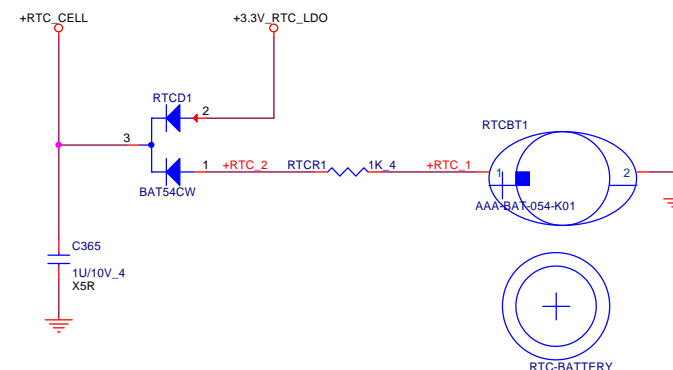 +RTC_CELL
+3.3V_RTC_LDO
RTCD1
2
3
1
+RTC_2
RTCR1
1K_4
+RTC_1
BAT54CW
RTCBT1
1
2
AAA-BAT-054-K01
C365
1U/10V_4
X5R
RTC-BATTERY